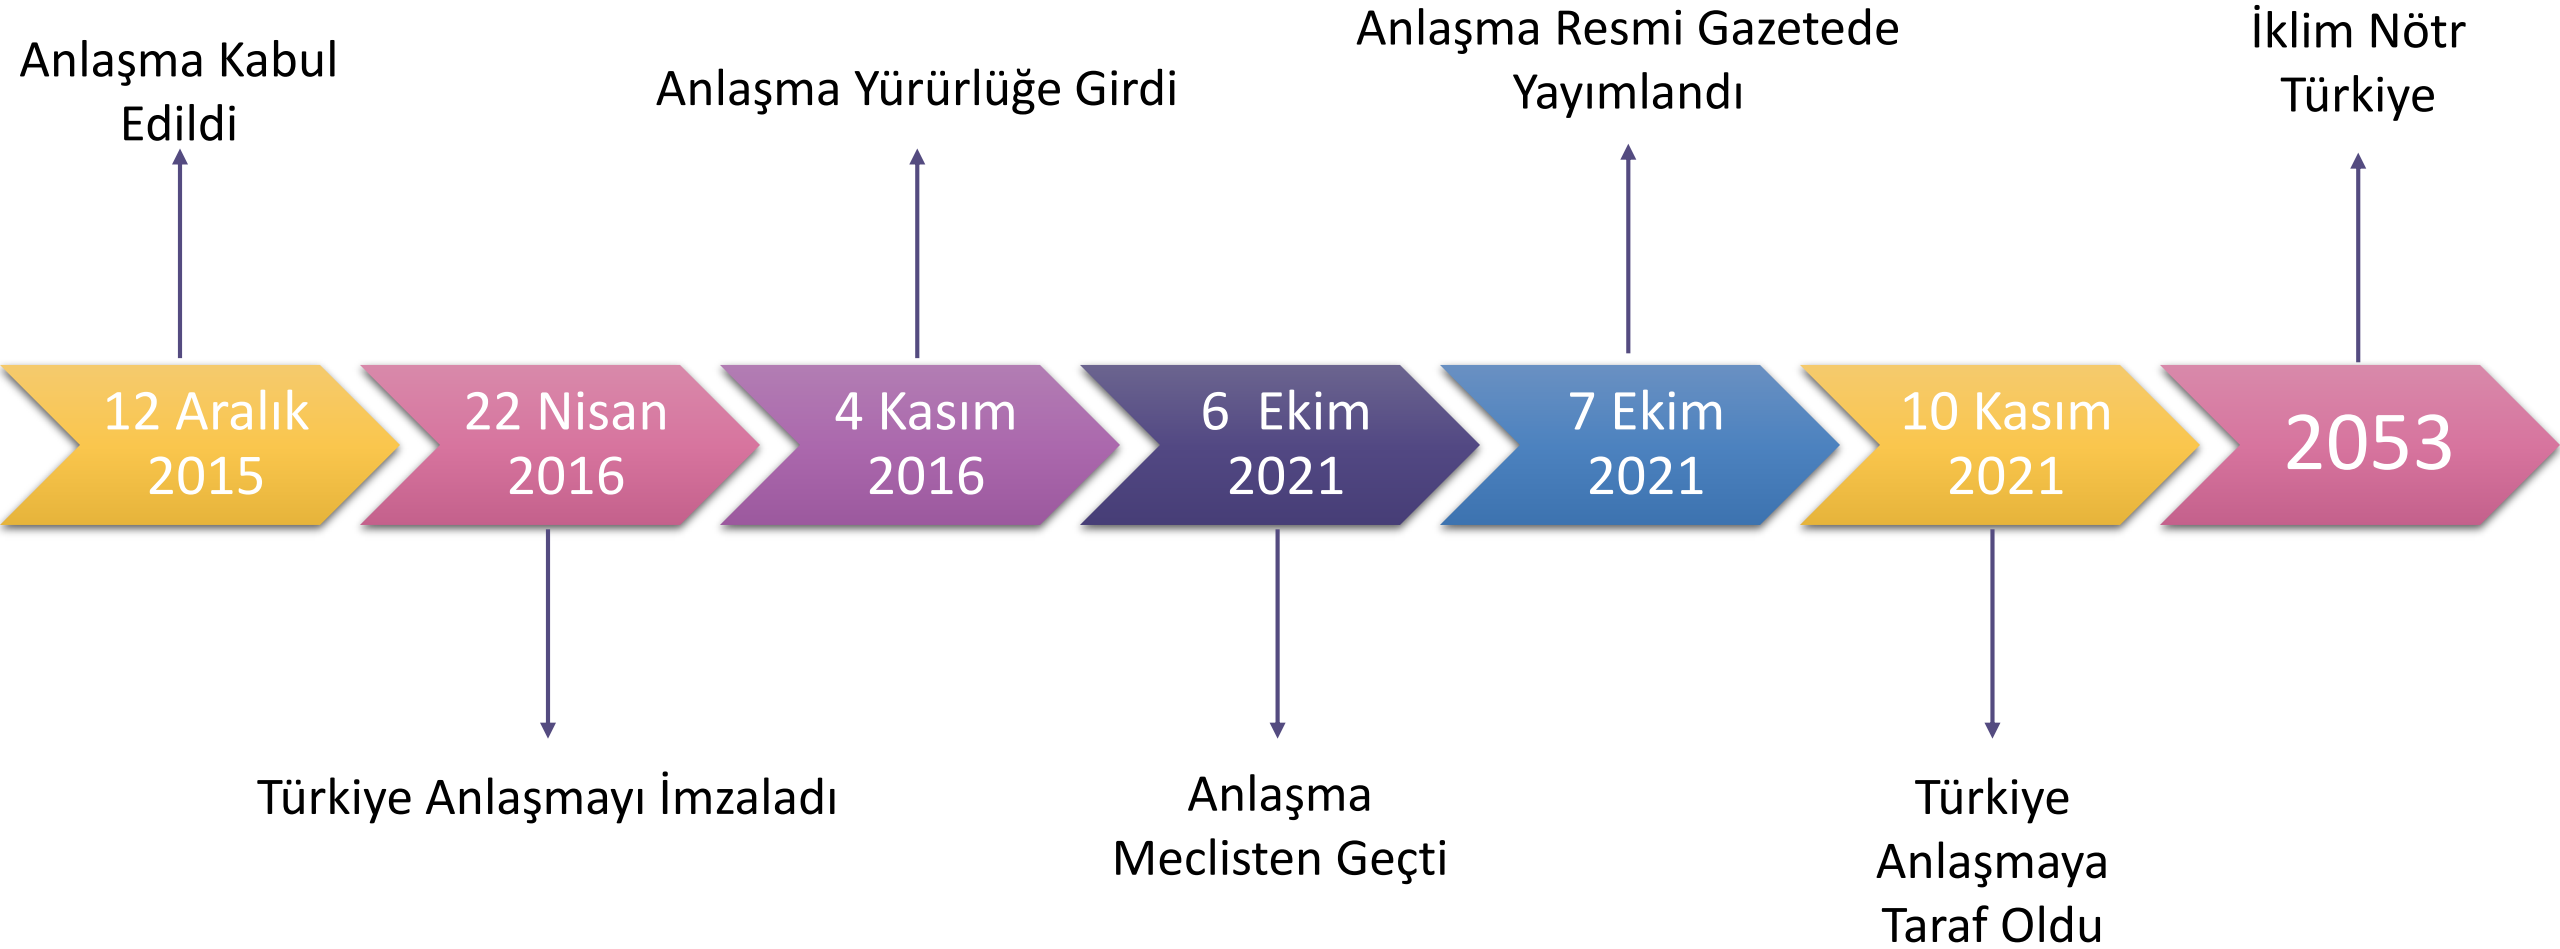 Anlaşma Kabul
Edildi
Anlaşma Yürürlüğe Girdi
Anlaşma Resmi Gazetede
Yayımlandı
İklim Nötr
Türkiye
12 Aralık
2015
22 Nisan
2016
4 Kasım
2016
6  Ekim
2021
7 Ekim
2021
10 Kasım
2021
2053
Türkiye Anlaşmayı İmzaladı
Anlaşma
Meclisten Geçti
Türkiye
Anlaşmaya
Taraf Oldu